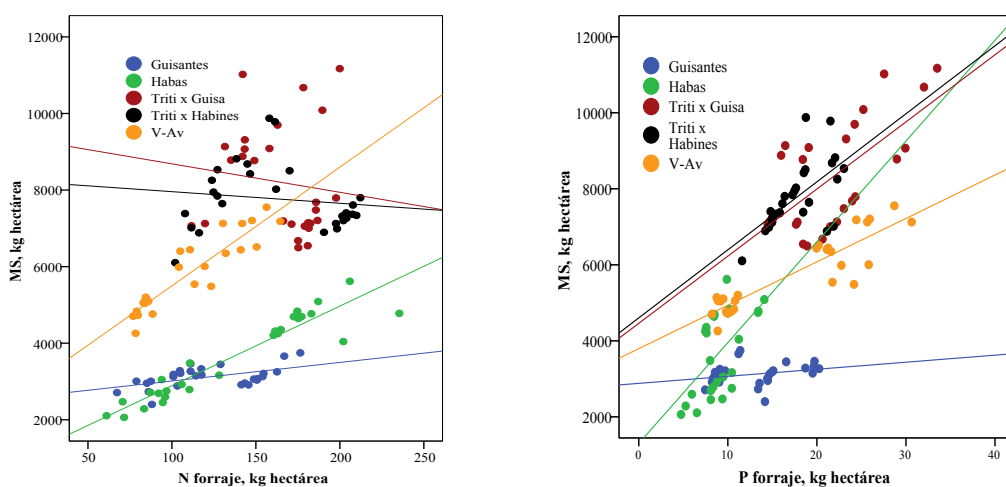 12000
10000
8000
6000
4000
2000
MS, kg hectárea
Guisantes
Habas
Triti x Guisa
Triti x Habines
V-Av
50
100
150
200
250
N forraje, kg hectárea
12000
10000
8000
6000
4000
2000
MS, kg hectárea
Guisantes
Habas
Triti x Guisa
Triti x
Habines
V-Av
0
10
20
30
40
P forraje, kg hectárea